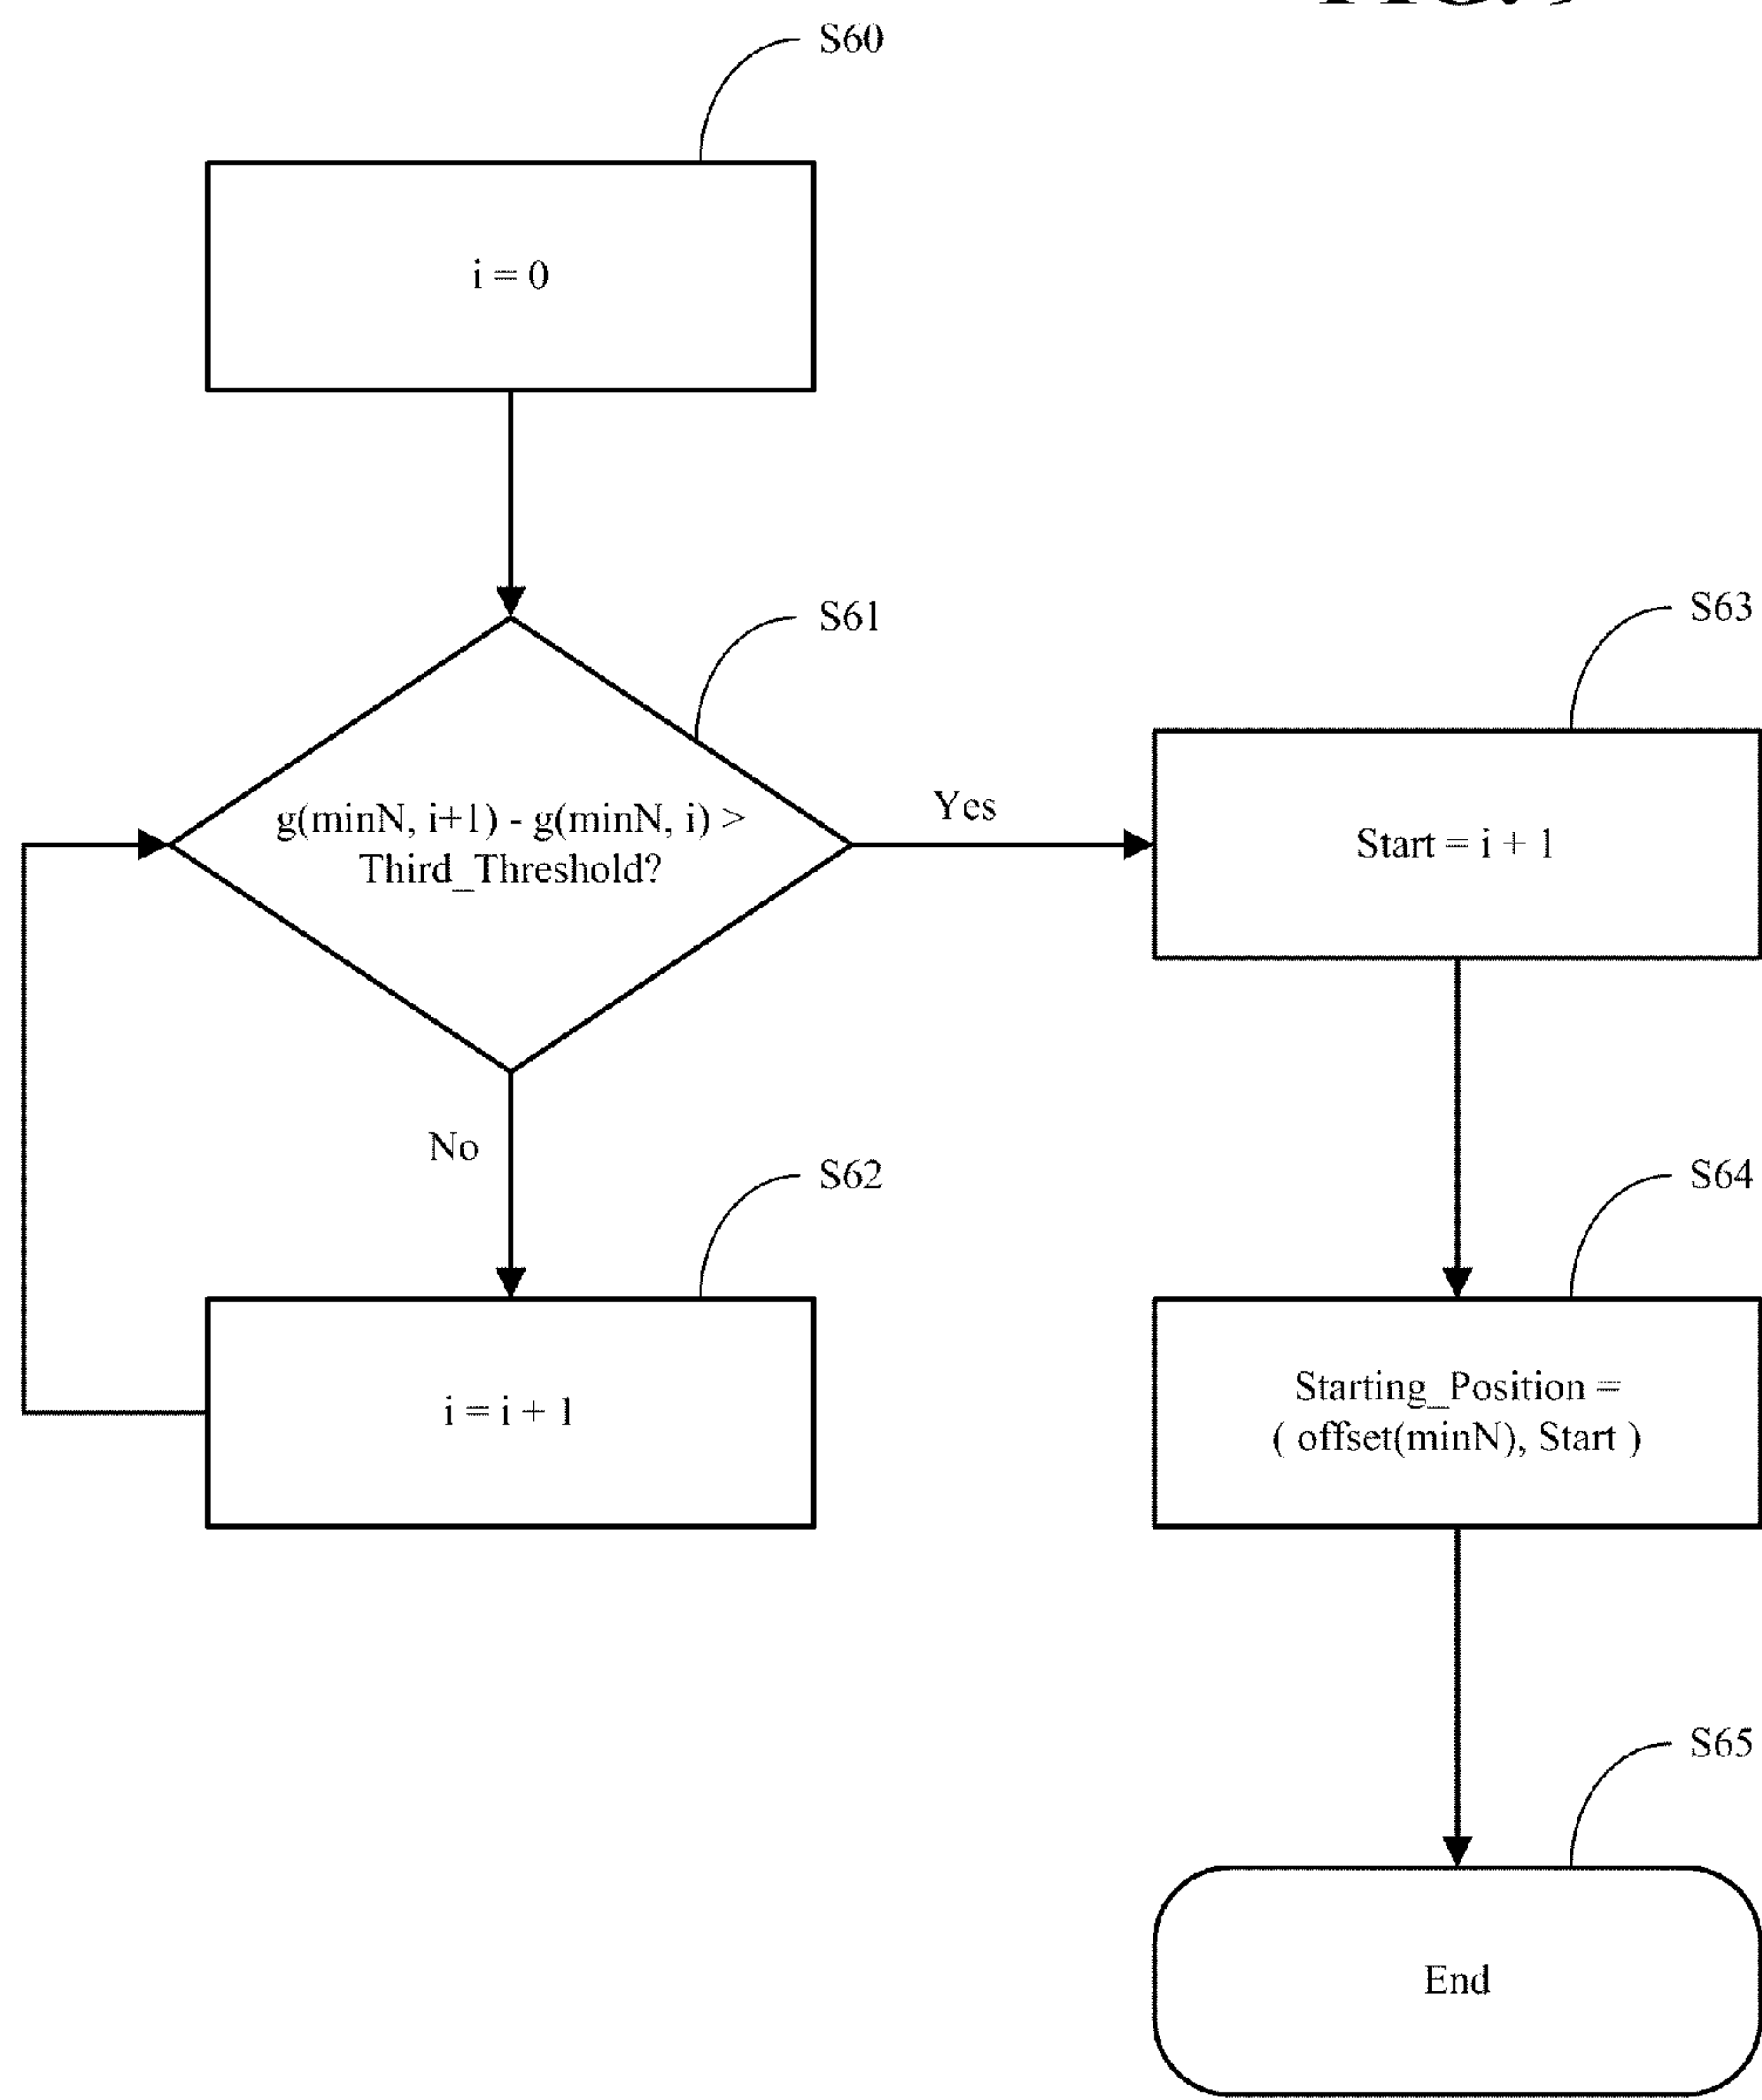 S60
i = 0
S61
g(minN, i+1) - g(minN, i) >
Third_Threshold?
Yes
No
S62
i = i + 1
S63
Start = i + 1
S64
Starting_Position =
( offset(minN), Start )
S65
End